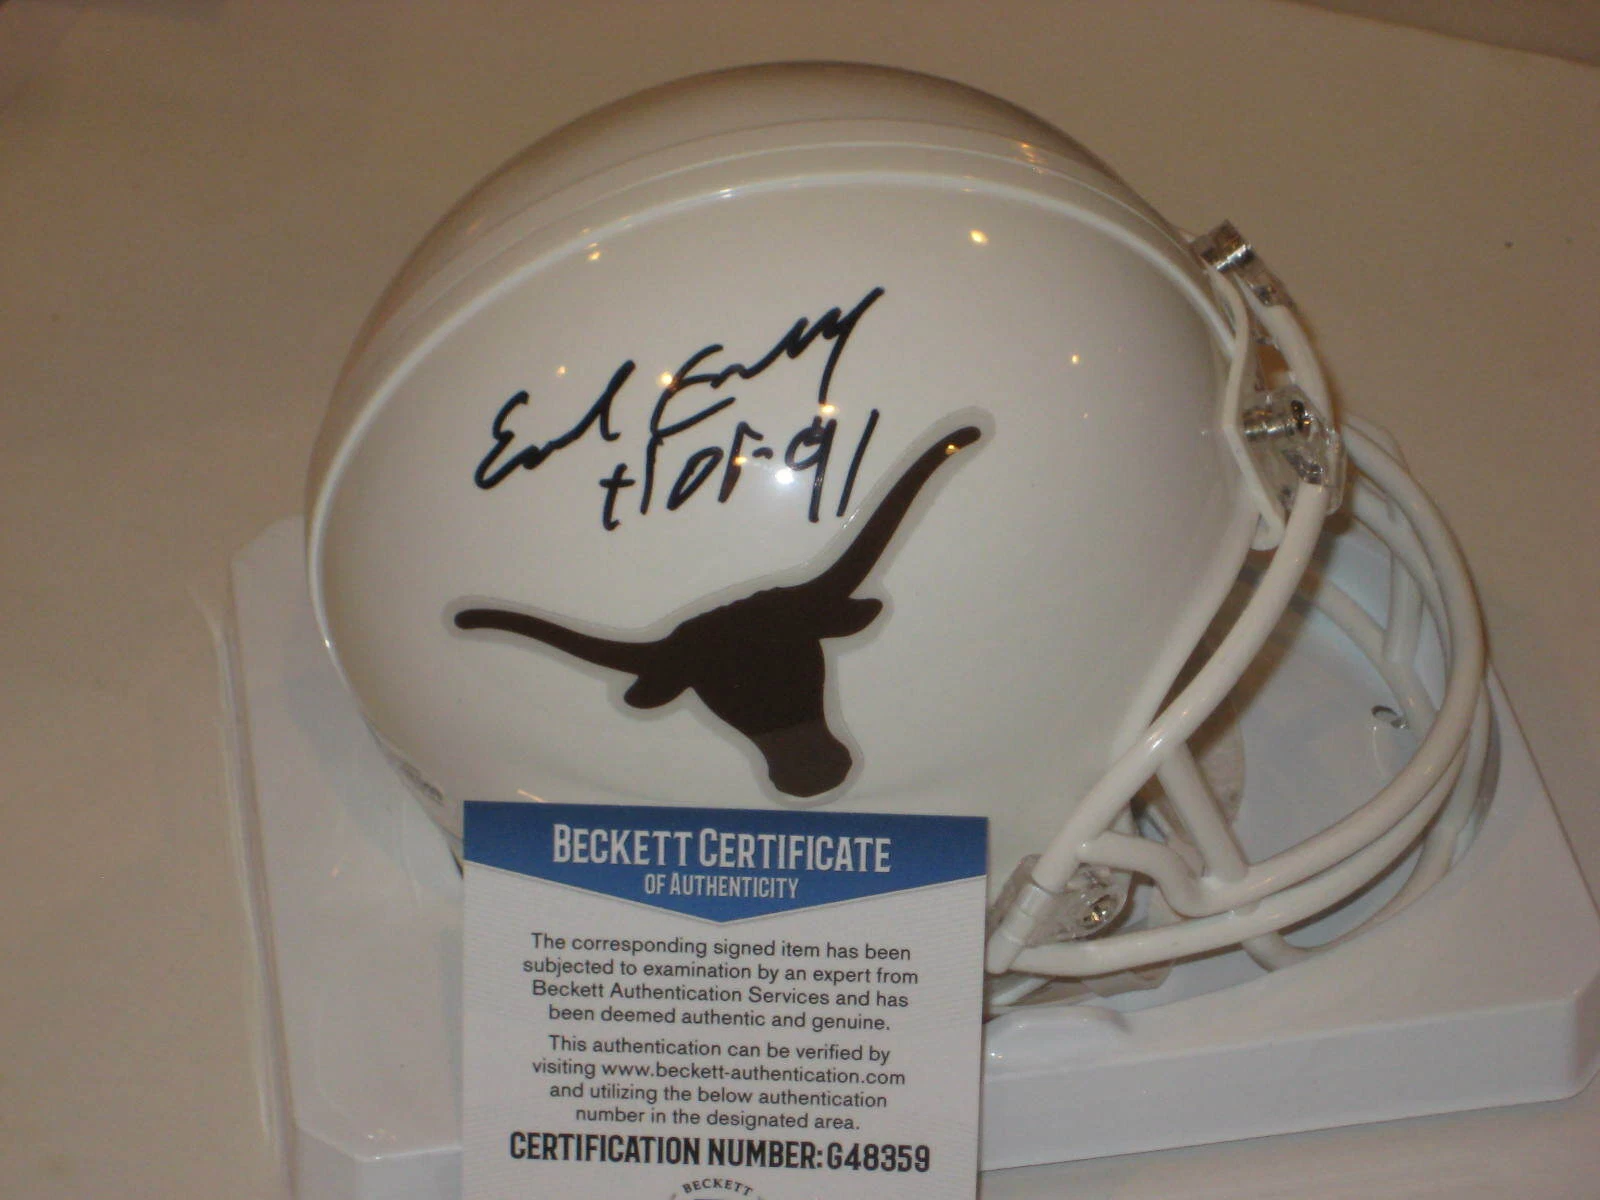 Earl Campbell
HOF-91
BECKETT CERTIFICATE
OF AUTHENTICITY
The corresponding signed item has been
subjected to examination by an expert from
Beckett Authentication Services and has
been deemed authentic and genuine.
This authentication can be verified by
visiting www.beckett-authentication.com
and utilizing the below authentication
number in the designated area.
CERTIFICATION NUMBER:G48359
BECKETT